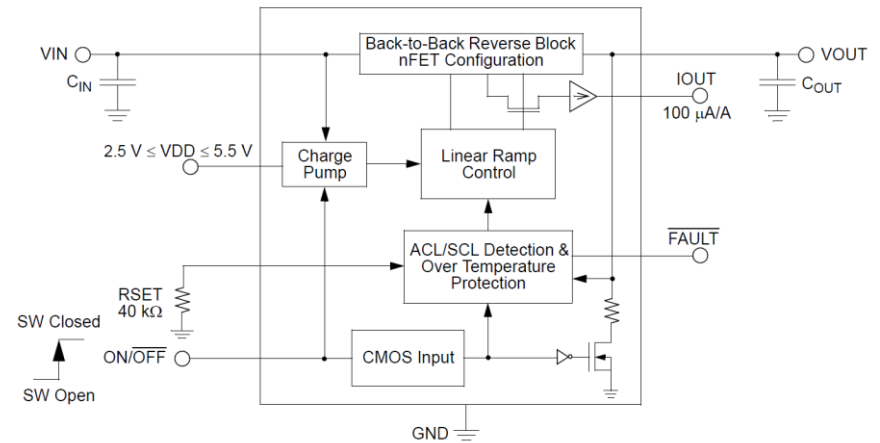 Back-to-Back Reverse Block
nFET Configuration
VIN
VOUT
CIN
IOUT
100 μA/A
COUT
2.5 V ≤ VDD ≤ 5.5 V
Charge
Pump
Linear Ramp
Control
ACL/SCL Detection &
Over Temperature
Protection
FAULT
RSET
40 kΩ
SW Closed
ON/OFF
CMOS Input
SW Open
GND